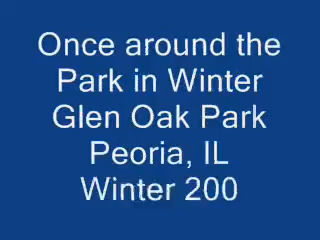 Once around the
Park in Winter
Glen Oak Park
Peoria, IL
Winter 200